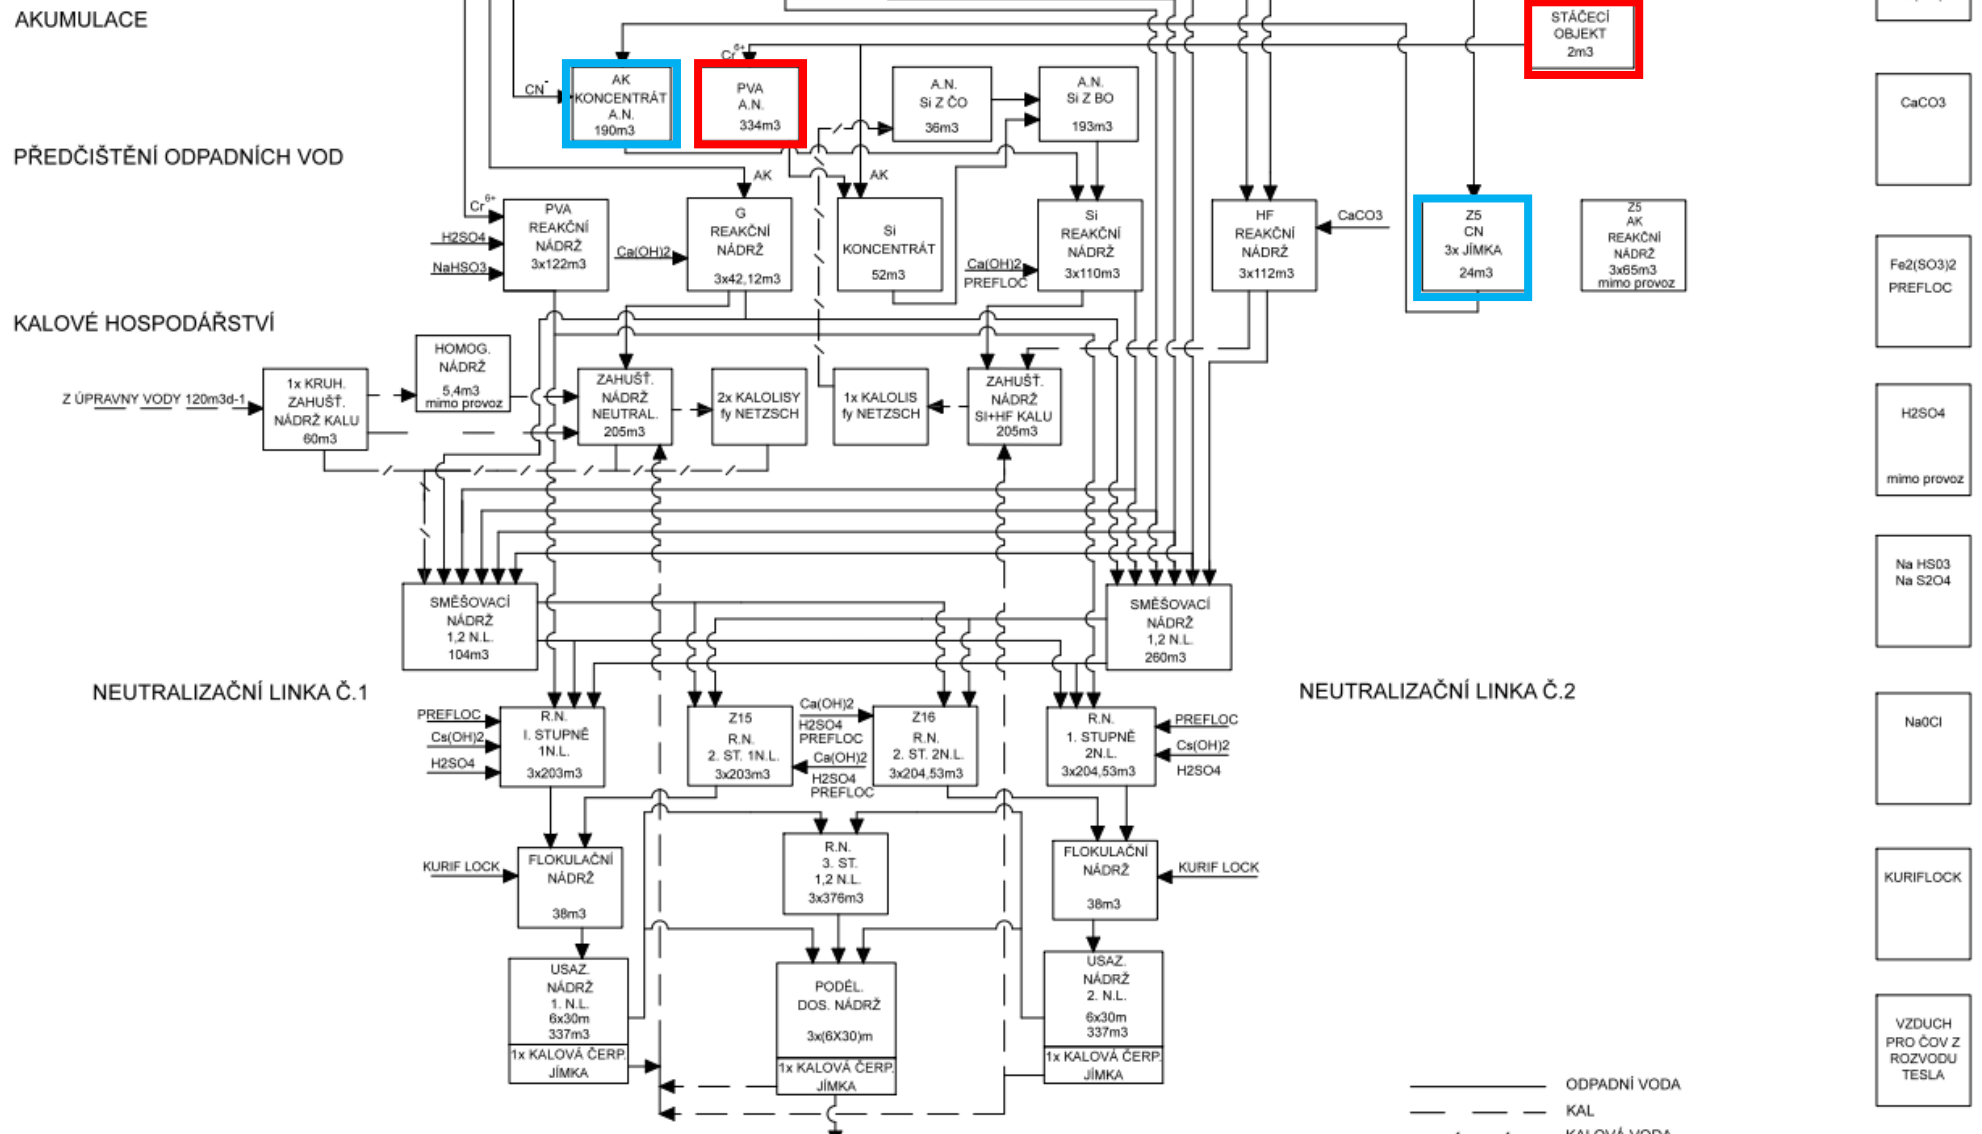 AKUMULACE
STÁČECÍ
OBJEKT
2m3
Cr6+
CN-
AK
KONCENTRÁT
A.N.
190m3
PVA
A.N.
334m3
A.N.
Si Z ČO
36m3
A.N.
Si Z BO
193m3
CaCO3
PŘEDČIŠTĚNÍ ODPADNÍCH VOD
AK
AK
Cr6+
H2SO4
NaHSO3
PVA
REAKČNÍ
NÁDRŽ
3x122m3
Ca(OH)2
G
REAKČNÍ
NÁDRŽ
3x42,12m3
Si
KONCENTRÁT
52m3
Ca(OH)2
PREFLOC
Si
REAKČNÍ
NÁDRŽ
3x110m3
HF
REAKČNÍ
NÁDRŽ
3x112m3
CaCO3
Z5
CN
3x JÍMKA
24m3
Z5
AK
REAKČNÍ
NÁDRŽ
3x65m3
mimo provoz
Fe2(SO3)2
PREFLOC
KALOVÉ HOSPODÁŘSTVÍ
HOMOG.
NÁDRŽ
5,4m3
mimo provoz
Z ÚPRAVNY VODY 120m3d-1
1x KRUH.
ZAHUŠŤ.
NÁDRŽ KALU
60m3
ZAHUŠŤ.
NÁDRŽ
NEUTRAL.
205m3
2x KALOLISY
fy NETZSCH
1x KALOLIS
fy NETZSCH
ZAHUŠŤ.
NÁDRŽ
SI+HF KALU
205m3
H2SO4
mimo provoz
Na HS03
Na S2O4
SMĚŠOVACÍ
NÁDRŽ
1,2 N.L.
104m3
SMĚŠOVACÍ
NÁDRŽ
1,2 N.L.
260m3
NEUTRALIZAČNÍ LINKA Č.1
NEUTRALIZAČNÍ LINKA Č.2
PREFLOC
Cs(OH)2
H2SO4
R.N.
I. STUPNĚ
1N.L.
3x203m3
Z15
R.N.
2. ST. 1N.L.
3x203m3
Ca(OH)2
H2SO4
PREFLOC
Ca(OH)2
H2SO4
PREFLOC
Z16
R.N.
2. ST. 2N.L.
3x204,53m3
R.N.
1. STUPNĚ
2N.L.
3x204,53m3
PREFLOC
Cs(OH)2
H2SO4
Na0Cl
KURIF LOCK
FLOKULAČNÍ
NÁDRŽ
38m3
R.N.
3. ST.
1,2 N.L.
3x376m3
FLOKULAČNÍ
NÁDRŽ
38m3
KURIF LOCK
KURIFLOCK
USAZ.
NÁDRŽ
1. N.L.
6x30m
337m3
1x KALOVÁ ČERP.
JÍMKA
PODÉL.
DOS. NÁDRŽ
3x(6X30)m
1x KALOVÁ ČERP.
JÍMKA
USAZ.
NÁDRŽ
2. N.L.
6x30m
337m3
1x KALOVÁ ČERP.
JÍMKA
VZDUCH
PRO ČOV Z
ROZVODU
TESLA
ODPADNÍ VODA
KAL
KALOVÁ VODA